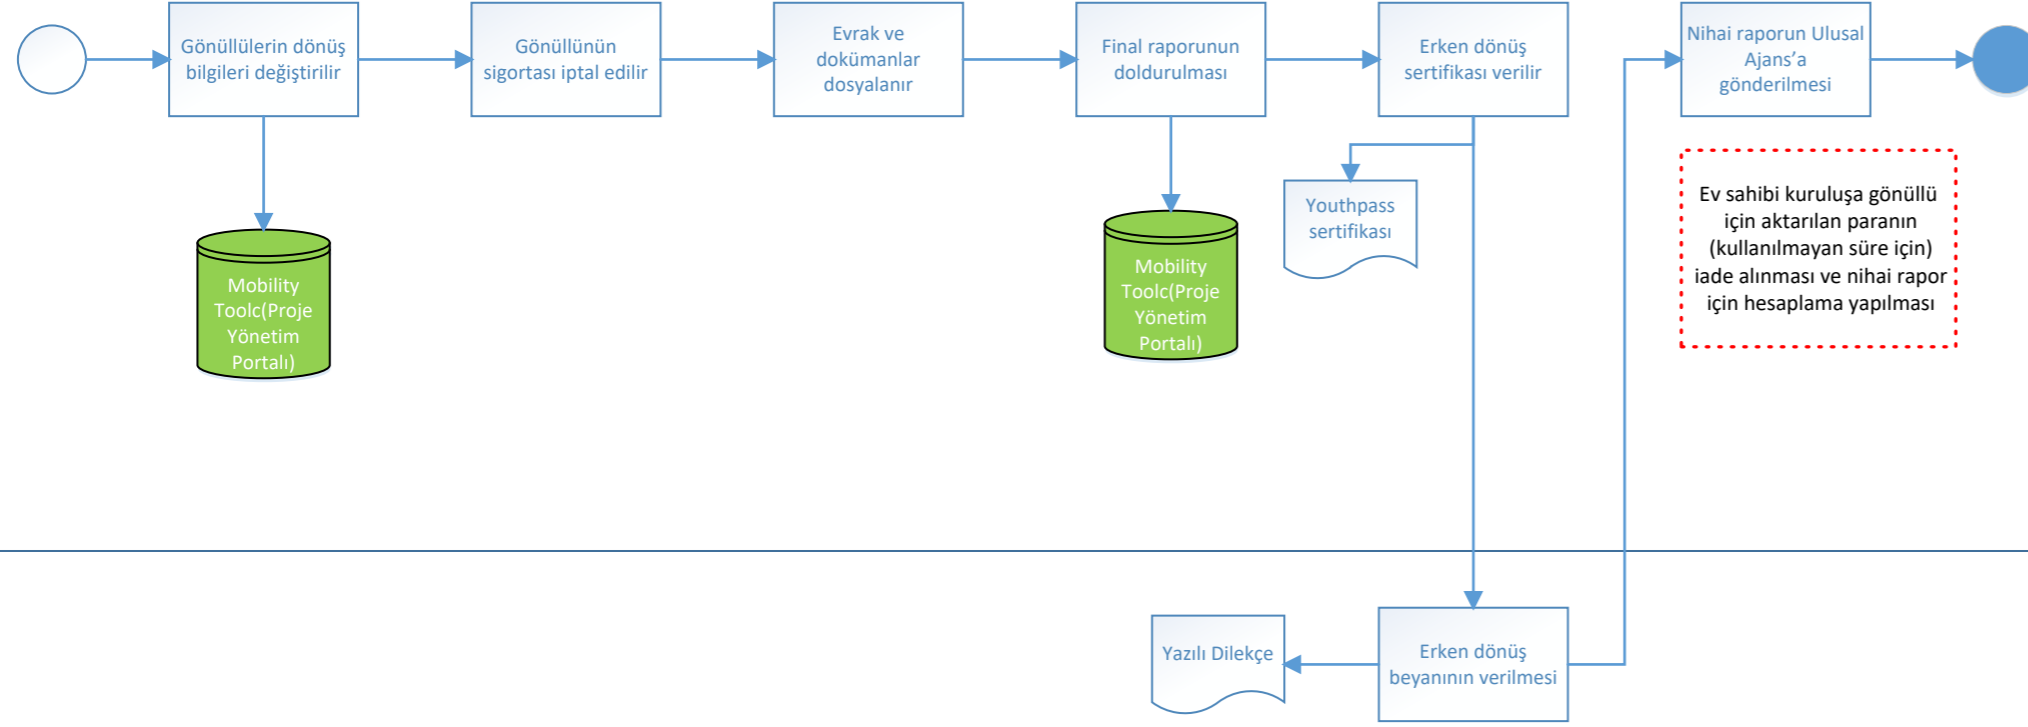 Gönüllülerin dönüş
bilgileri değiştirilir
Gönüllünün
sigortası iptal edilir
Evrak ve
dokümanlar
dosyalanır
Final raporunun
doldurulması
Erken dönüş
sertifikası verilir
Nihai raporun Ulusal
Ajans’a
gönderilmesi
Mobility
Toolc(Proje
Yönetim
Portalı)
Mobility
Toolc(Proje
Yönetim
Portalı)
Youthpass
sertifikası
Ev sahibi kuruluşa gönüllü
için aktarılan paranın
(kullanılmayan süre için)
iade alınması ve nihai rapor
için hesaplama yapılması
Yazılı Dilekçe
Erken dönüş
beyanının verilmesi